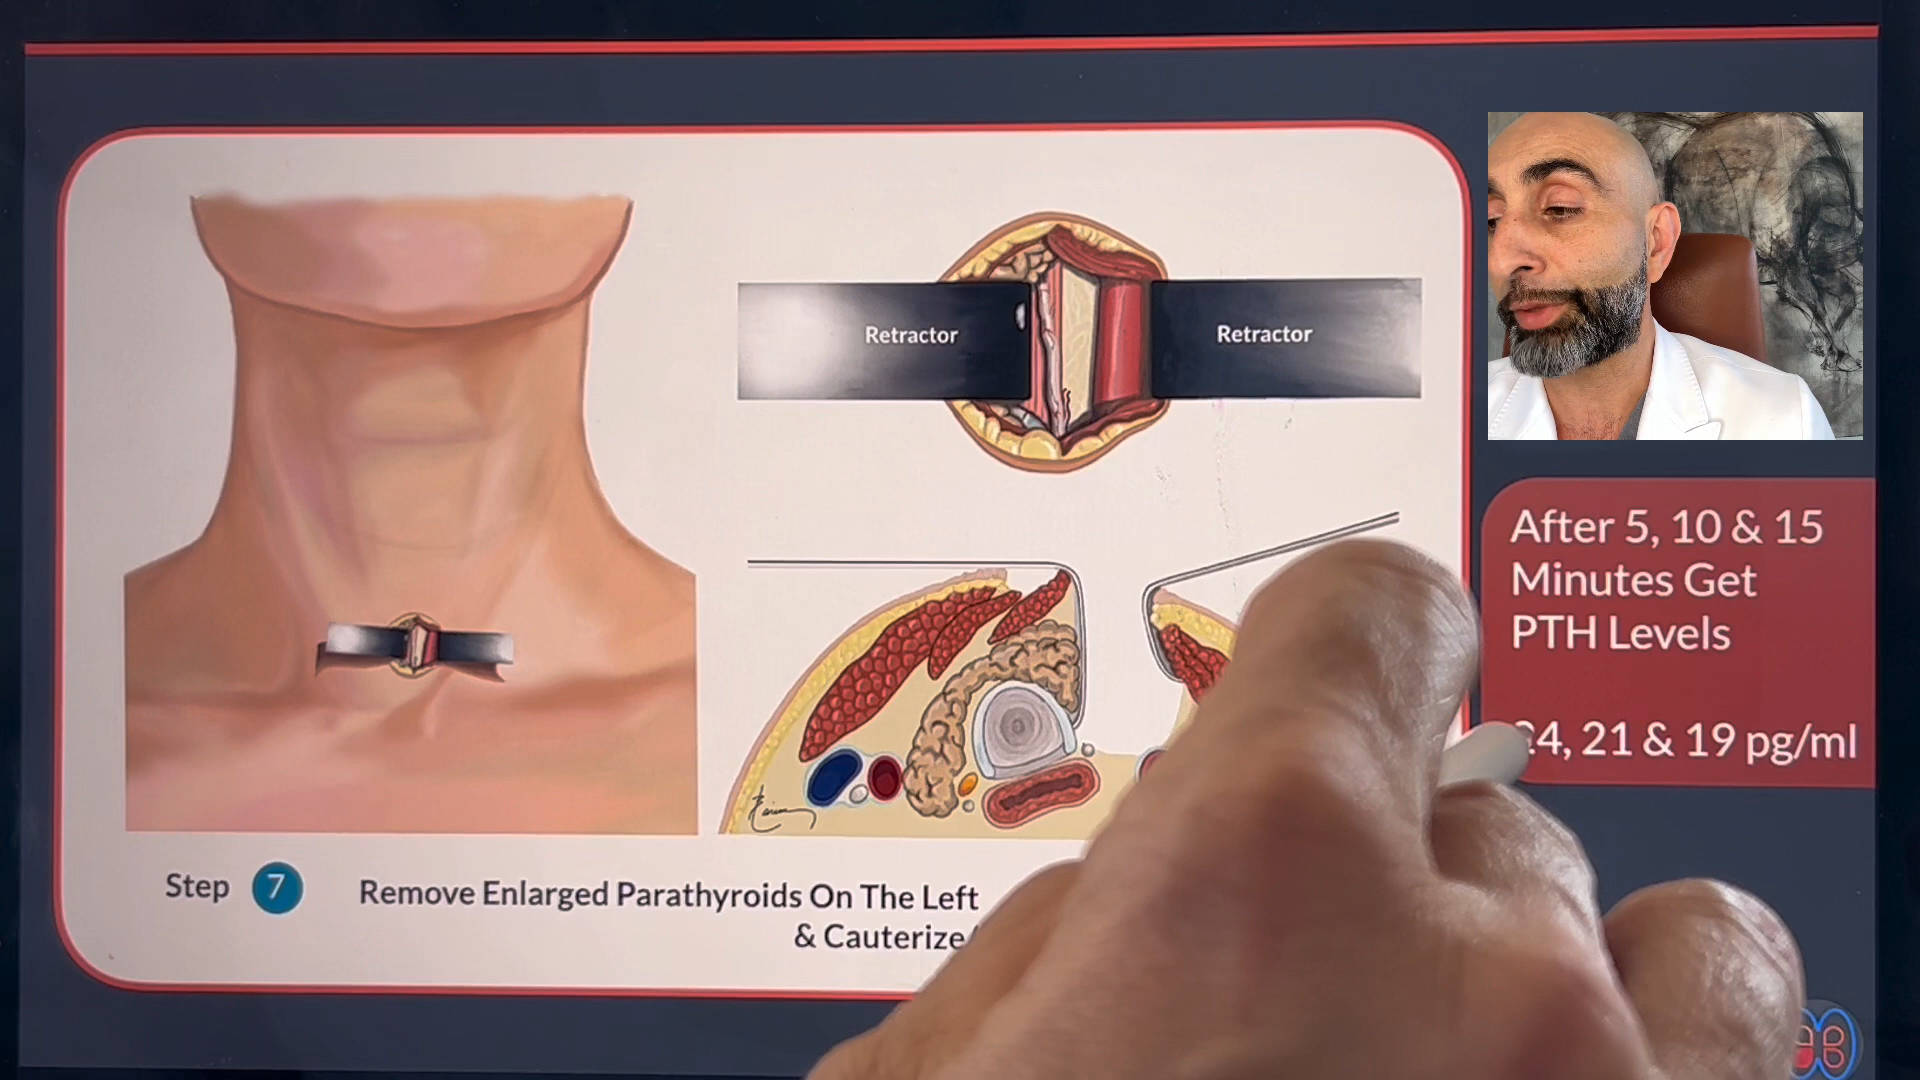 Retractor
Retractor
After 5, 10 & 15
Minutes Get
PTH Levels
24, 21 & 19 pg/ml
Step 7
Remove Enlarged Parathyroids On The Left
& Cauterize